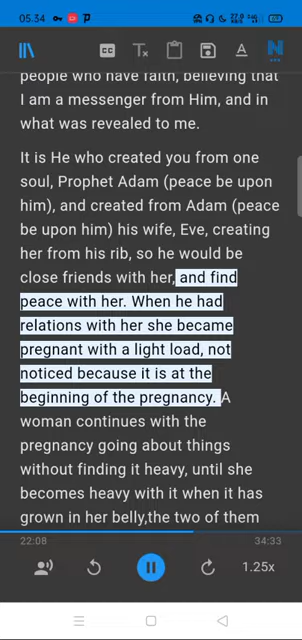 05.34
people who have faith, believing that
I am a messenger from Him, and in
what was revealed to me.
It is He who created you from one
soul, Prophet Adam (peace be upon
him), and created from Adam (peace
be upon him) his wife, Eve, creating
her from his rib, so he would be
close friends with her, and find
peace with her. When he had
relations with her she became
pregnant with a light load, not
noticed because it is at the
beginning of the pregnancy. A
woman continues with the
pregnancy going about things
without finding it heavy, until she
becomes heavy with it when it has
grown in her belly,the two of them
22:08
34:33
1.25x